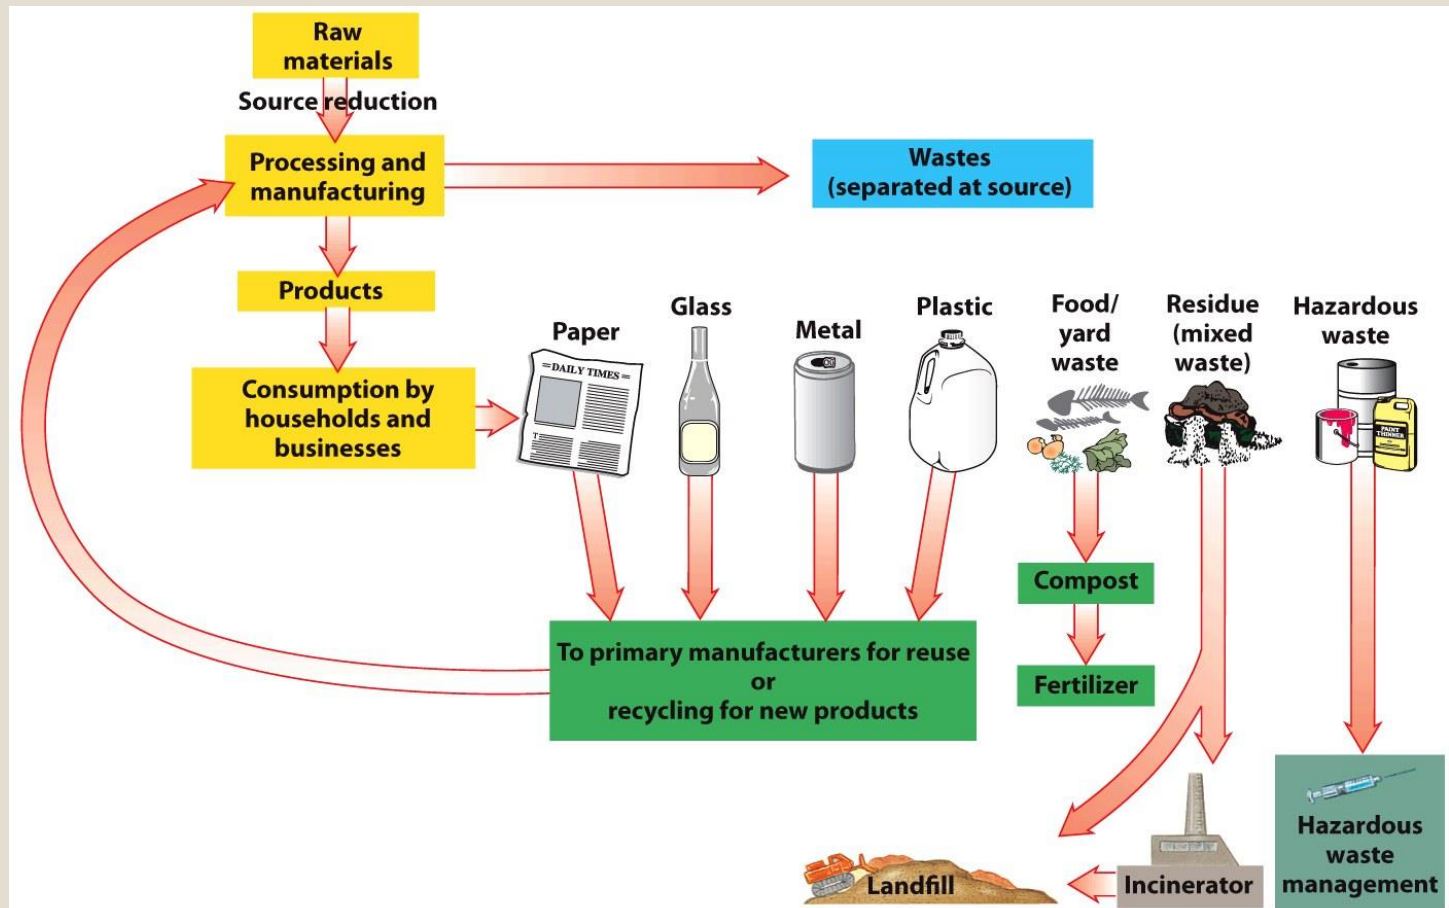 Raw
materials
Source reduction
Processing and
manufacturing
Wastes
(separated at source)
Products
Consumption by
households and
businesses
Paper
Glass
Metal
Plastic
Food/
yard
waste
Residue
(mixed
waste)
Hazardous
waste
DAILY TIMES
T
PAINT
THINNER
To primary manufacturers for reuse
or
recycling for new products
Compost
Fertilizer
Landfill
Incinerator
Hazardous
waste
management